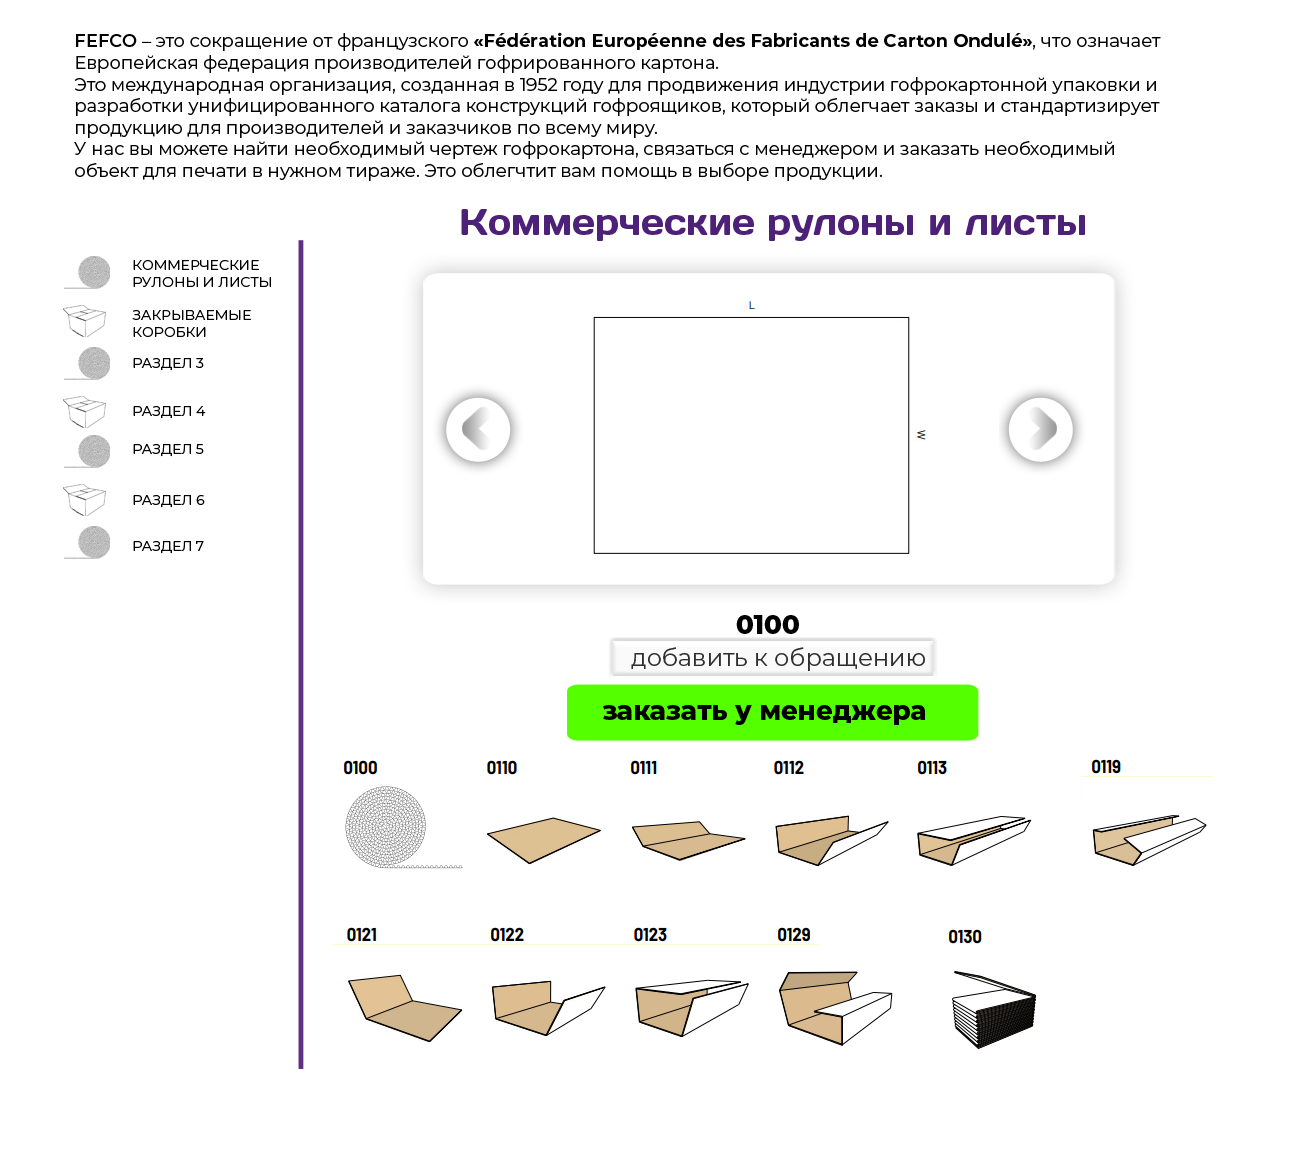 FEFCO – это сокращение от французского «Fédération Européenne des Fabricants de Carton Ondulé», что означает
Европейская федерация производителей гофрированного картона.
Это международная организация, созданная в 1952 году для продвижения индустрии гофрокартонной упаковки и
разработки унифицированного каталога конструкций гофроящиков, который облегчает заказы и стандартизирует
продукцию для производителей и заказчиков по всему миру.
У нас вы можете найти необходимый чертеж гофрокартона, связаться с менеджером и заказать необходимый
объект для печати в нужном тираже. Это облегчтит вам помощь в выборе продукции.
Коммерческие рулоны и листы
КОММЕРЧЕСКИЕ
РУЛОНЫ И ЛИСТЫ
ЗАКРЫВАЕМЫЕ
КОРОБКИ
РАЗДЕЛ 3
РАЗДЕЛ 4
РАЗДЕЛ 5
РАЗДЕЛ 6
РАЗДЕЛ 7
L
W
0100
добавить к обращению
заказать у менеджера
0100 0110 0111 0112 0113 0119
0121 0122 0123 0129 0130